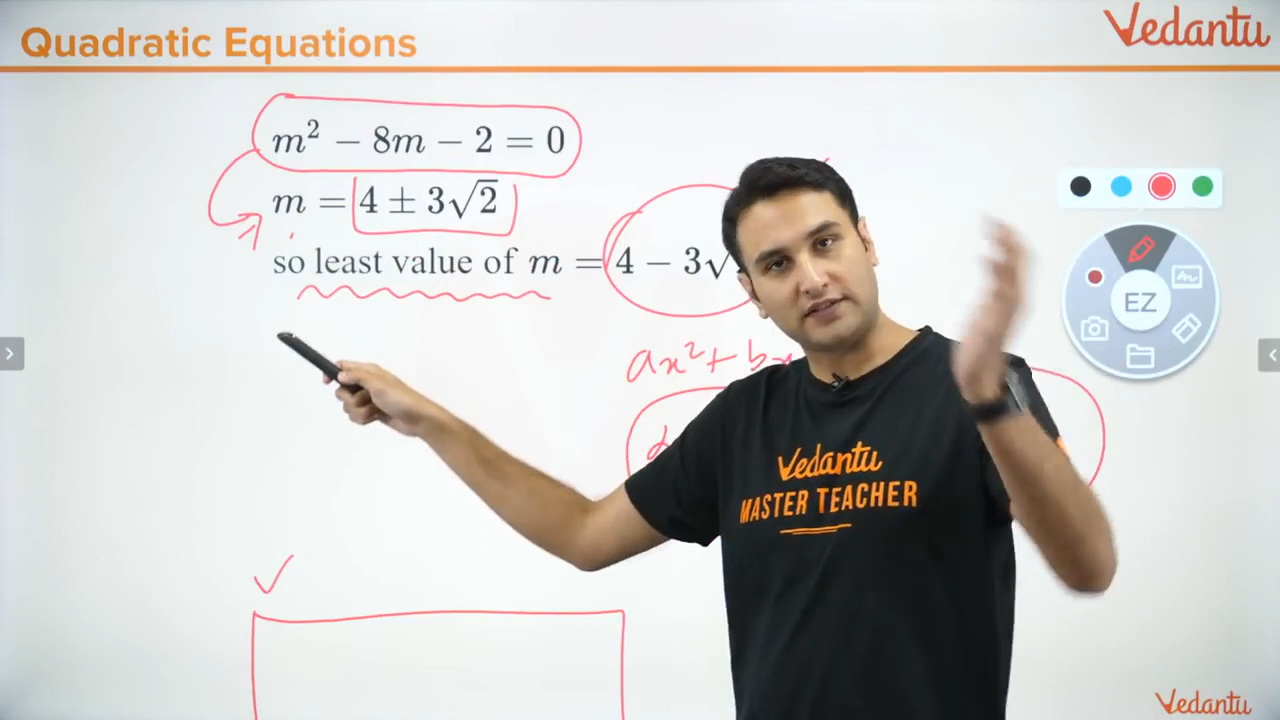 Quadratic Equations
Vedantu
m² − 8m − 2 = 0
m = 4 ± 3√2
so least value of m = 4 − 3√
ax² + b
EZ
Vedantu
MASTER TEACHER
Vedantu